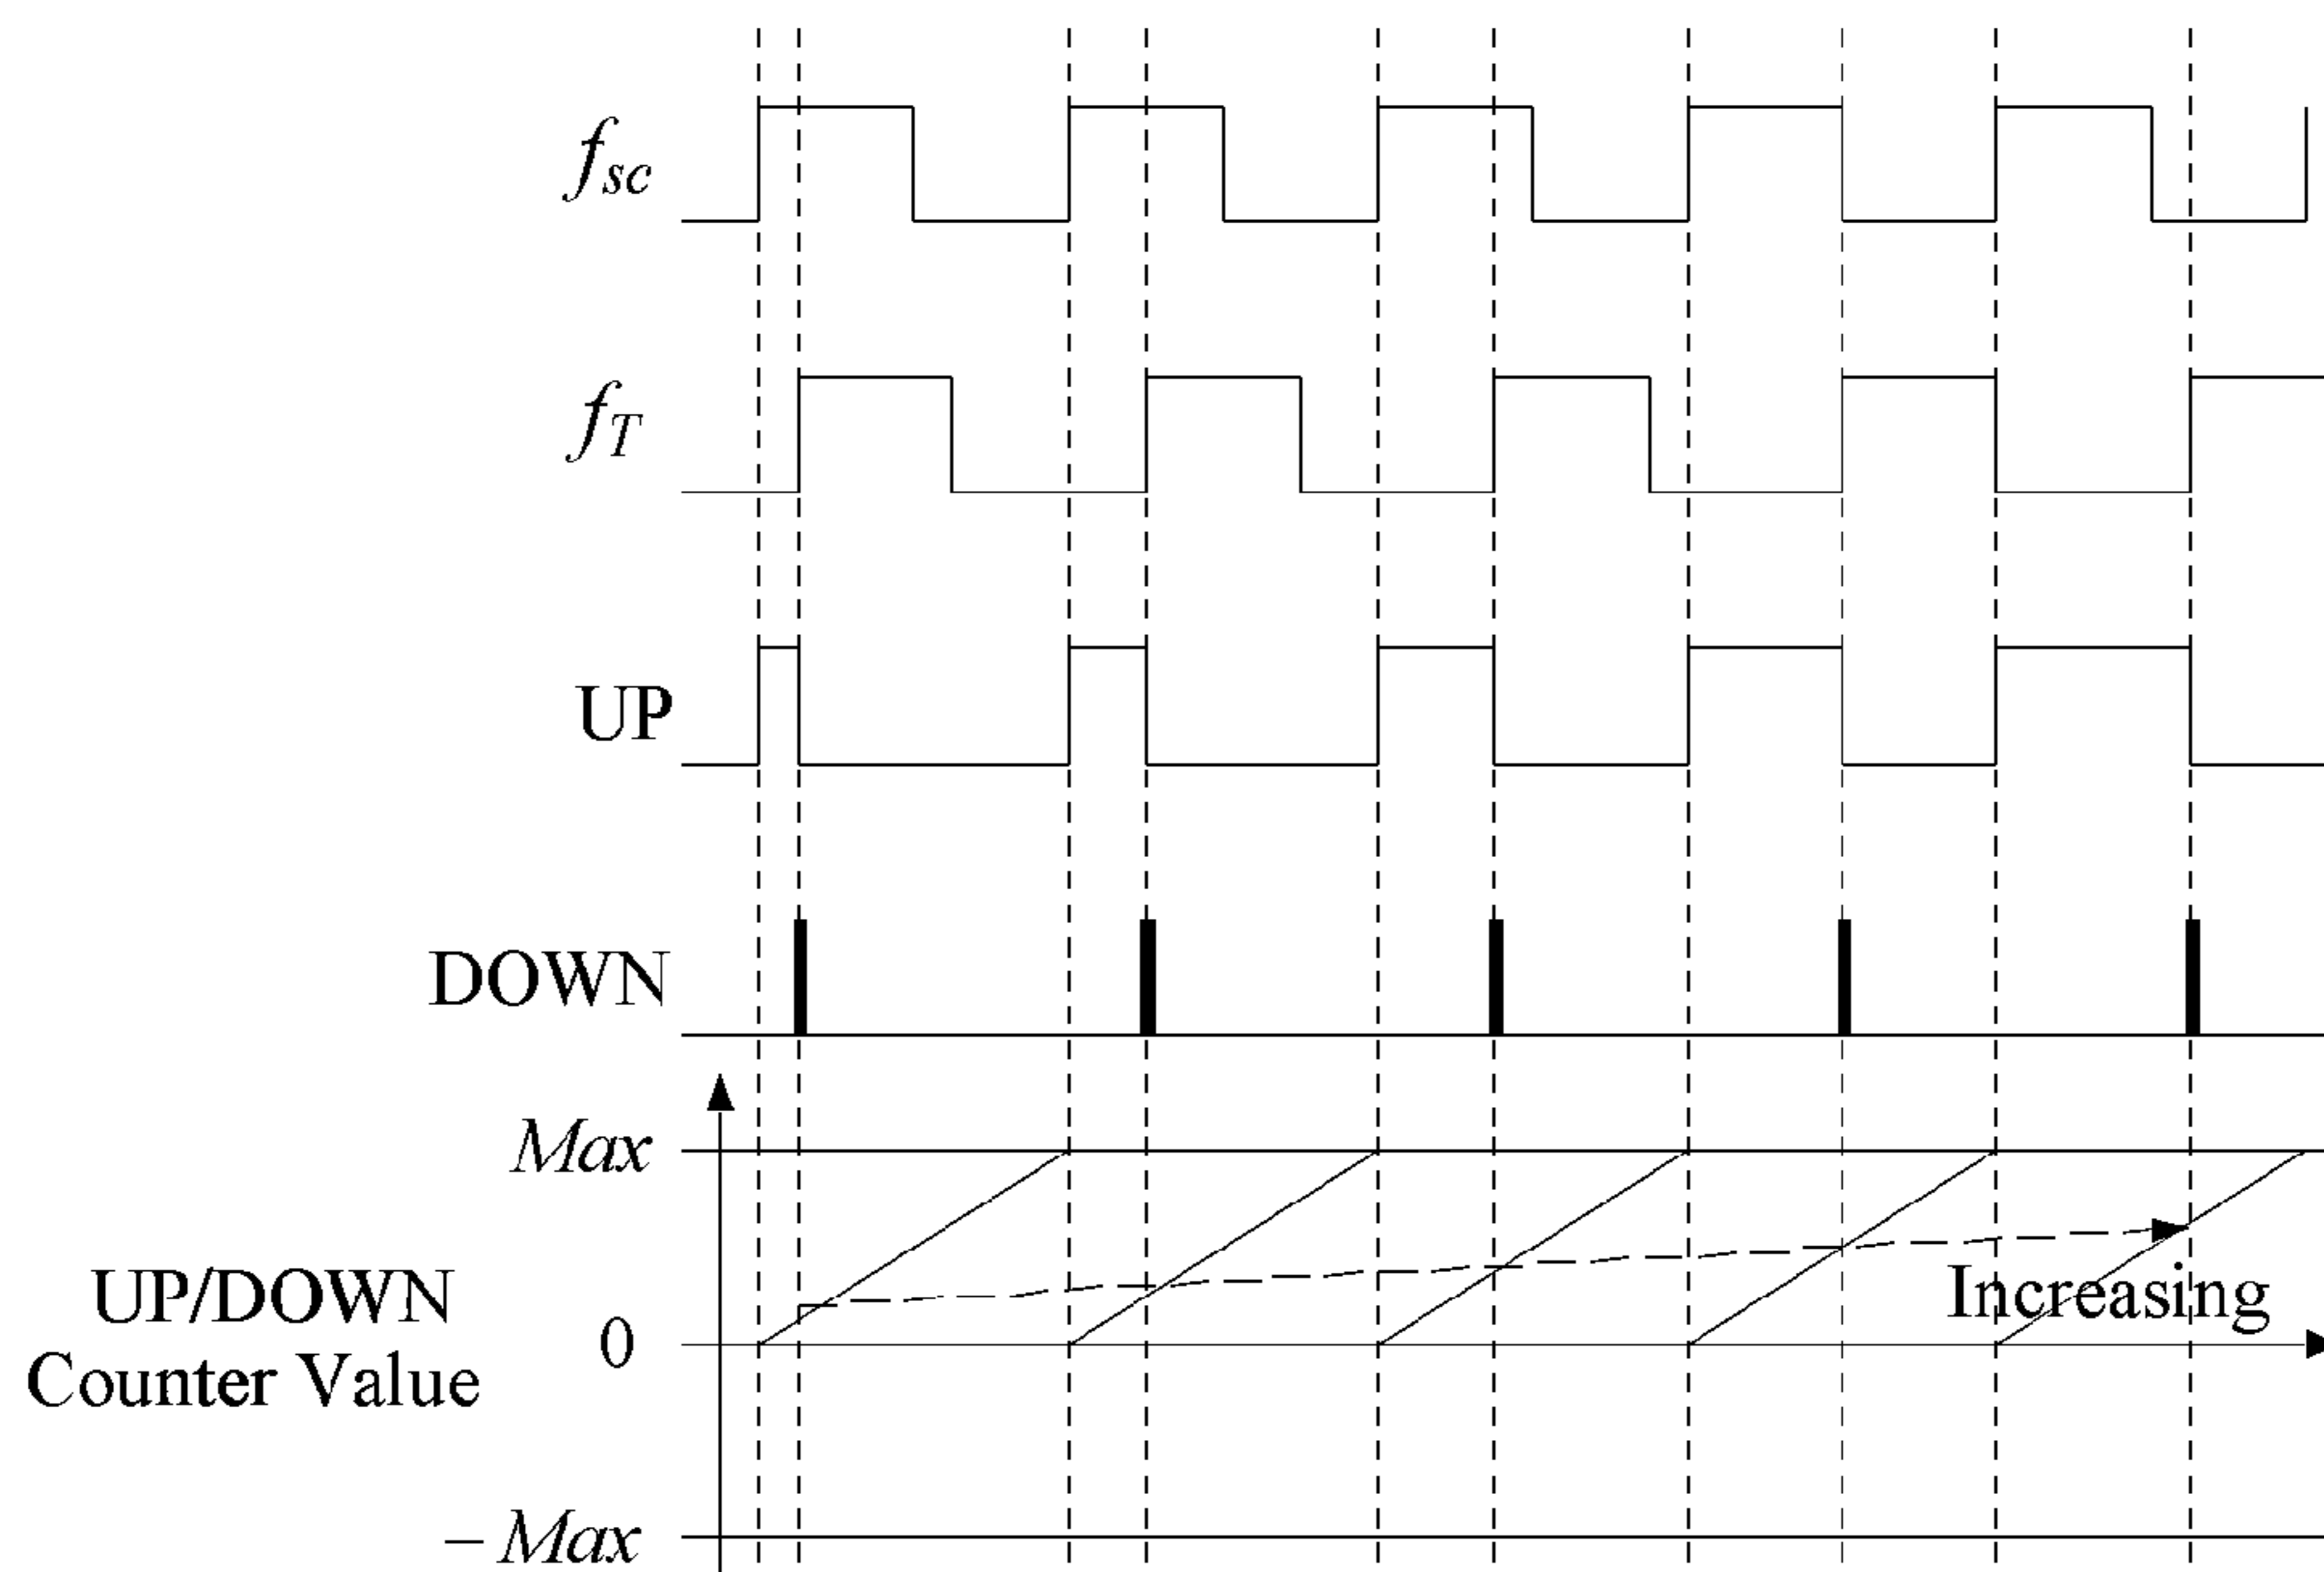 fsc
fT
UP
DOWN
Max
UP/DOWN
Counter Value
0
Increasing
– Max